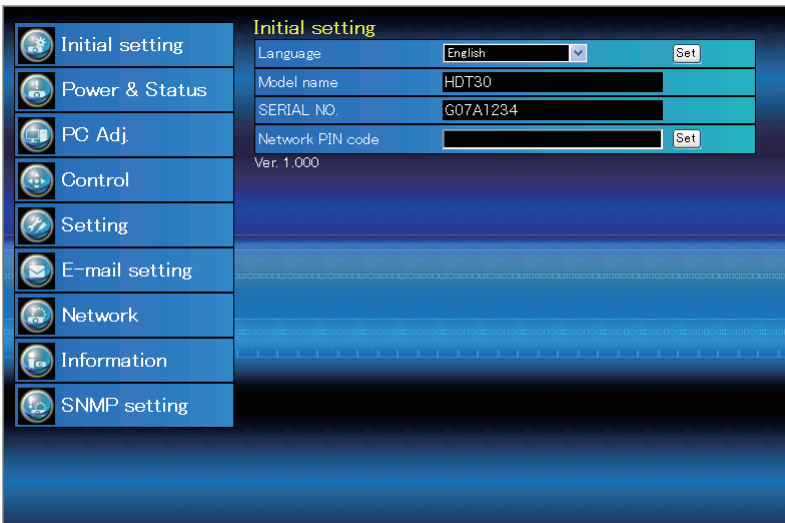 Initial setting
Power & Status
PC Adj.
Control
Setting
E-mail setting
Network
Information
SNMP setting
Initial setting
Language English Set
Model name HDT30
SERIAL NO. G07A1234
Network PIN code Set
Ver. 1.000